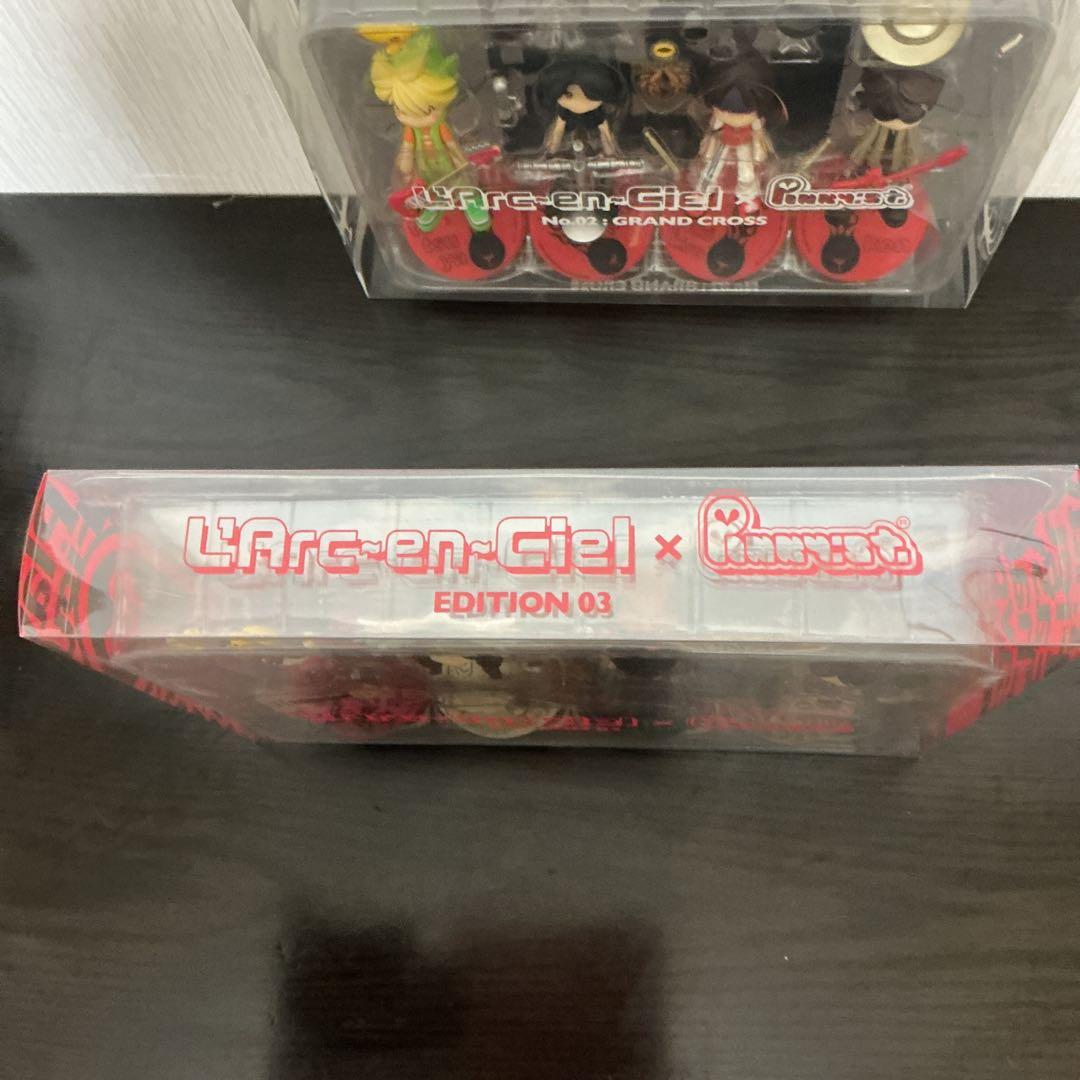 L'Arc~en~Ciel × Pinky:st.
No.02 : GRAND CROSS
L'Arc~en~Ciel × Pinky:st.®
EDITION 03